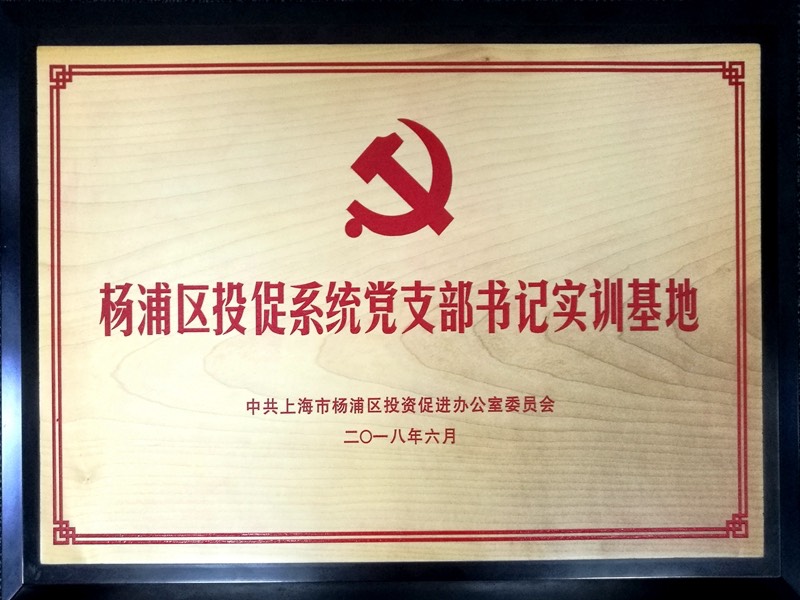 杨浦区投促系统党支部书记实训基地
中共上海市杨浦区投资促进办公室委员会
二〇一八年六月